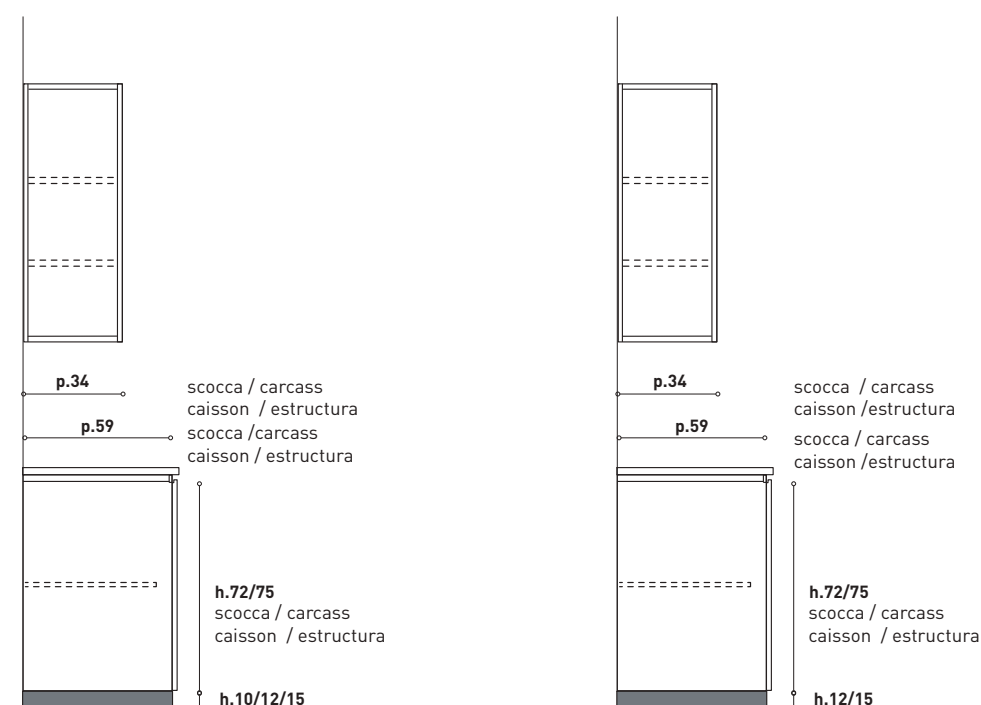 p.34
scocca / carcass
caisson / estructura
p.59
scocca /carcass
caisson / estructura
h.72/75
scocca / carcass
caisson / estructura
h.10/12/15
p.34
scocca / carcass
caisson /estructura
p.59
scocca / carcass
caisson /estructura
h.72/75
scocca / carcass
caisson / estructura
h.12/15